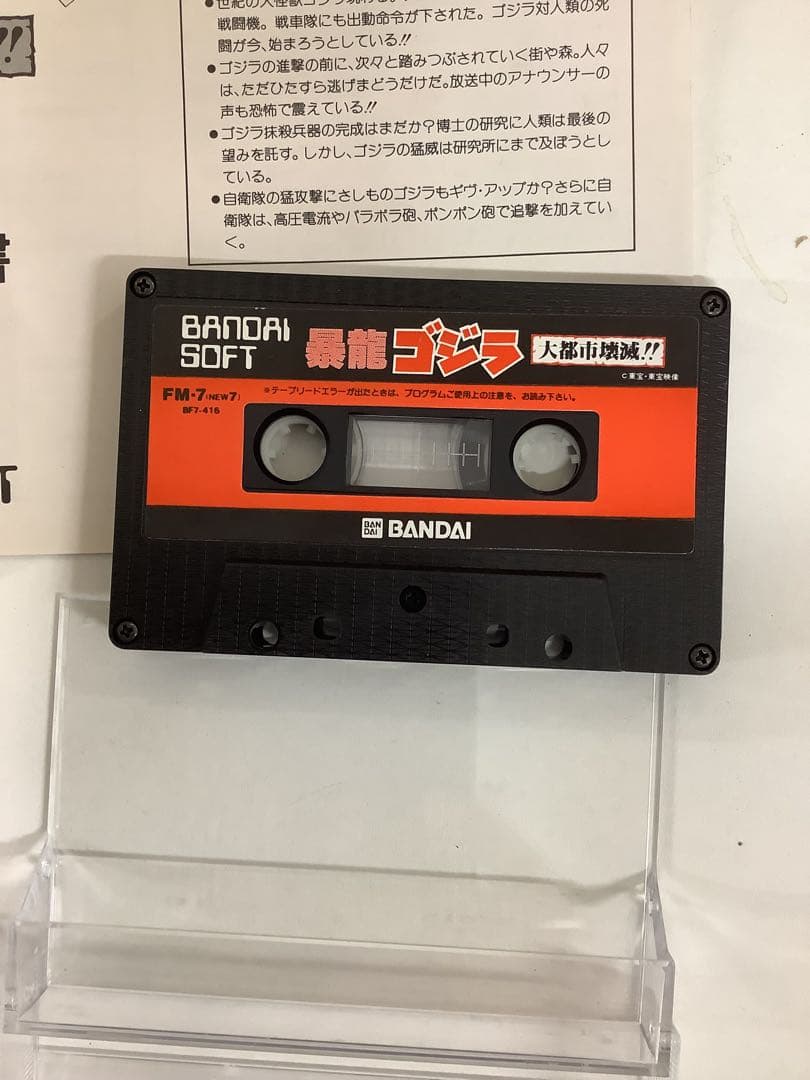 戦闘機。戦車隊にも出動命令が下された。ゴジラ対人類の死
闘が今、始まろうとしている!!
●ゴジラの進撃の前に、次々と踏みつぶされていく街や森。人々
は、ただひたすら逃げまどうだけだ。放送中のアナウンサーの
声も恐怖で震えている!!
●ゴジラ抹殺兵器の完成はまだか?博士の研究に人類は最後の
望みを託す。しかし、ゴジラの猛威は研究所にまで及ぼうとし
ている。
●自衛隊の猛攻撃にさしものゴジラもギヴ・アップか?さらに自
衛隊は、高圧電流やパラボラ砲、ポンポン砲で追撃を加えてい
く。
BANDAI
SOFT
暴龍ゴジラ
大都市壊滅!!
©東宝・東宝映像
FM-7(NEW7)
BF7-416
※テープリードエラーが出たときは、プログラムご使用上の注意を、お読み下さい。
BAN
DAI
BANDAI